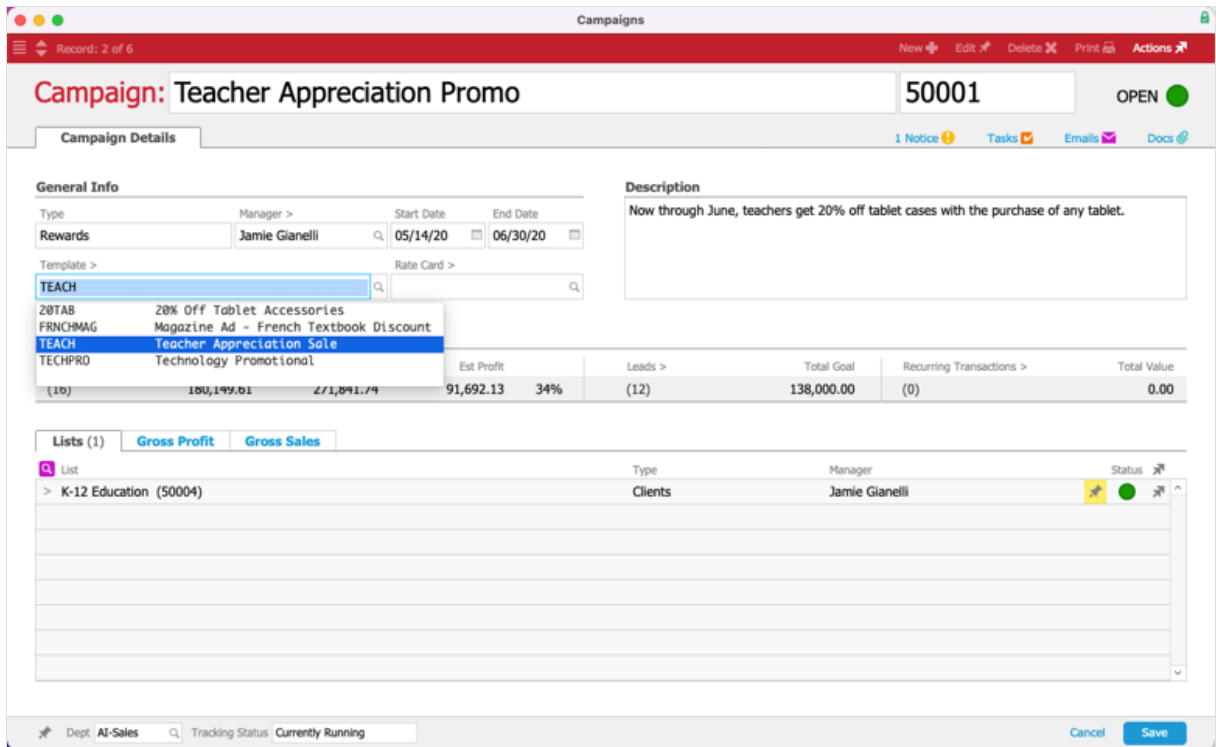 Campaigns
Record: 2 of 6 New Edit Delete Print Actions
Campaign: Teacher Appreciation Promo 50001 OPEN
Campaign Details 1 Notice Tasks Emails Docs
General Info Description
Type Manager > Start Date End Date
Now through June, teachers get 20% off tablet cases with the purchase of any tablet.
Rewards Jamie Gianelli 05/14/20 06/30/20
Template > Rate Card >
TEACH
20TAB 20% Off Tablet Accessories
FRNCHMAG Magazine Ad - French Textbook Discount
TEACH Teacher Appreciation Sale
TECHPRO Technology Promotional
Est Profit Leads > Total Goal Recurring Transactions > Total Value
(16) 180,149.61 271,841.74 91,692.13 34% (12) 138,000.00 (0) 0.00
Lists (1) Gross Profit Gross Sales
List Type Manager Status
> K-12 Education (50004) Clients Jamie Gianelli
Dept AI-Sales Tracking Status Currently Running Cancel Save